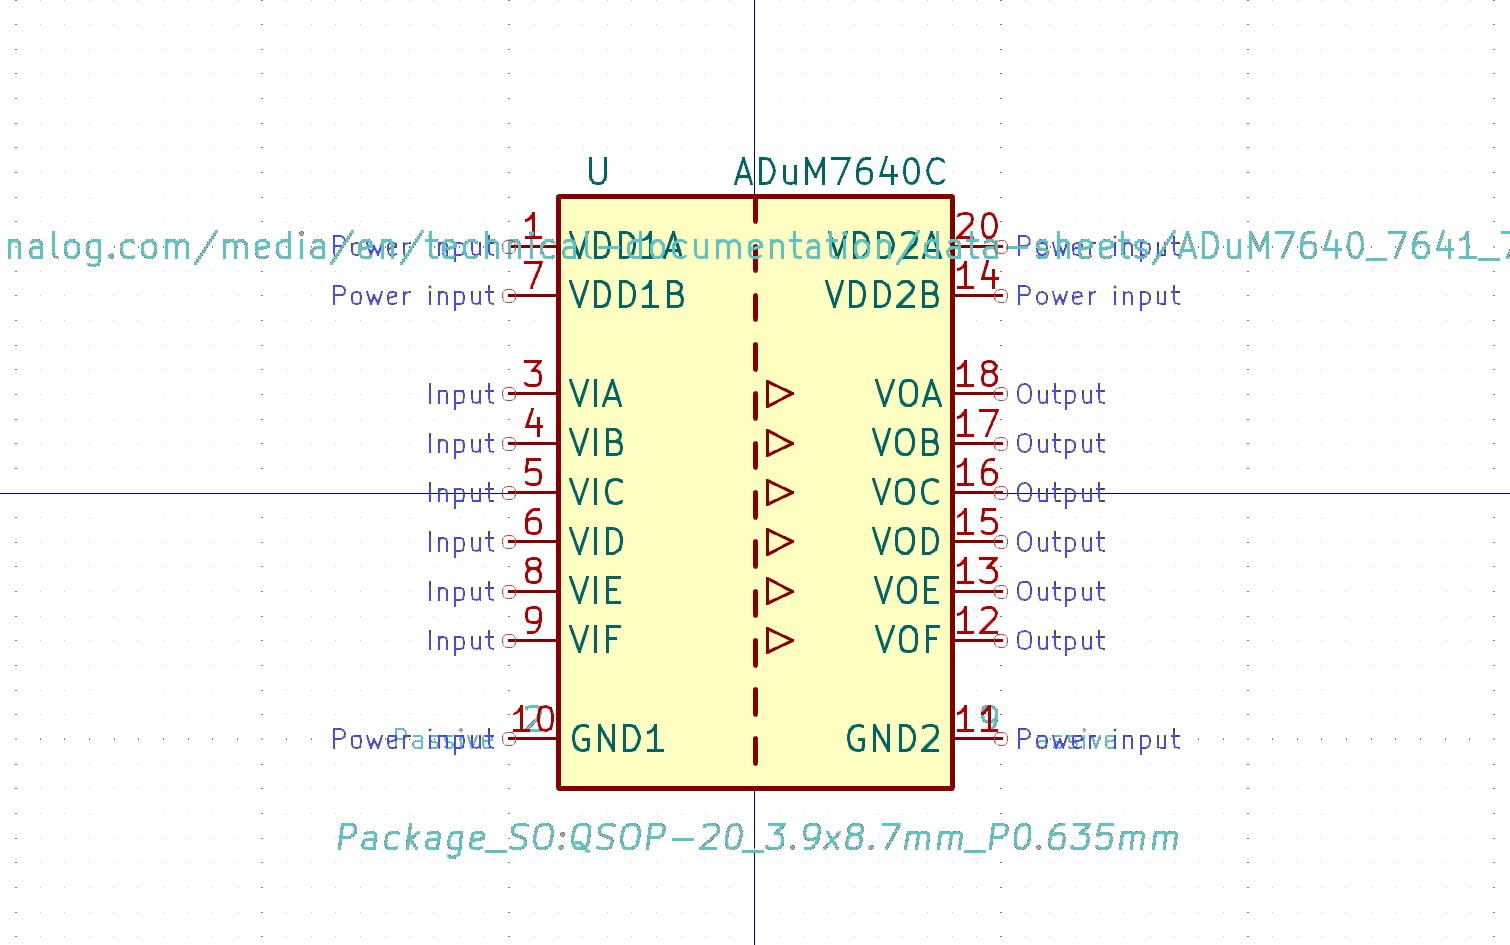 U ADuM7640C
1 20
Power input VDD1A VDD2A Power input
nalog.com/media/en/technical-documentation/data-sheets/ADuM7640_7641_7
7 14
Power input VDD1B VDD2B Power input
3 18
Input VIA VOA Output
4 17
Input VIB VOB Output
5 16
Input VIC VOC Output
6 15
Input VID VOD Output
8 13
Input VIE VOE Output
9 12
Input VIF VOF Output
10 2 11
Power input Passive GND1 GND2 Power input Passive
Package_SO:QSOP-20_3.9x8.7mm_P0.635mm